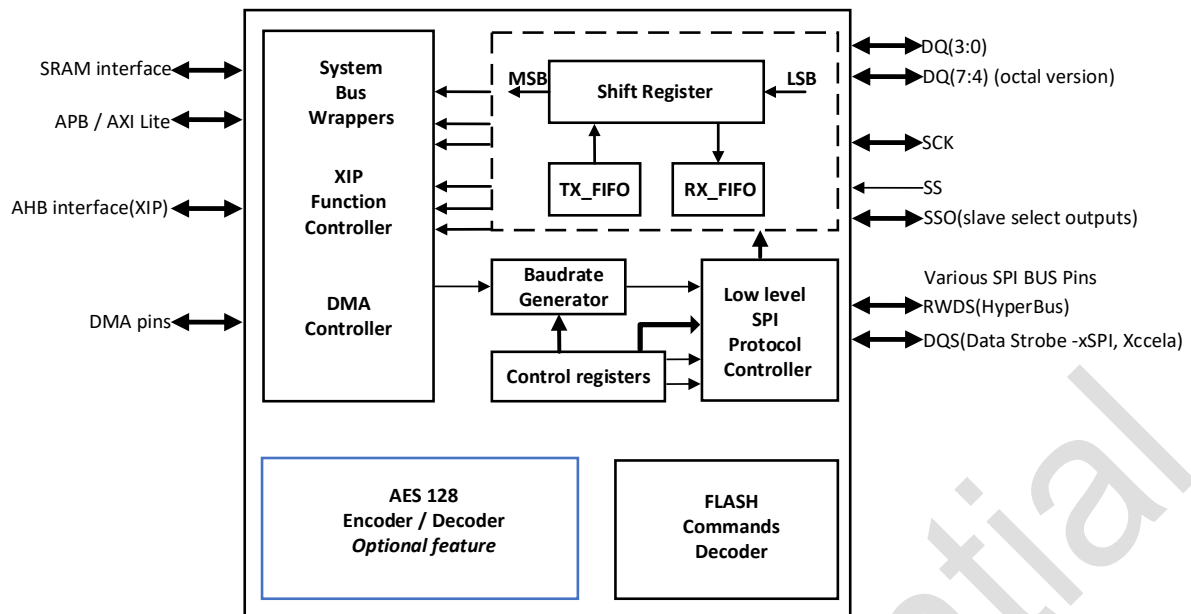 SRAM interface
APB / AXI Lite
AHB interface(XIP)
DMA pins
System
Bus
Wrappers
XIP
Function
Controller
DMA
Controller
MSB
Shift Register
LSB
TX_FIFO
RX_FIFO
Baudrate
Generator
Control registers
Low level
SPI
Protocol
Controller
AES 128
Encoder / Decoder
Optional feature
FLASH
Commands
Decoder
DQ(3:0)
DQ(7:4) (octal version)
SCK
SS
SSO(slave select outputs)
Various SPI BUS Pins
RWDS(HyperBus)
DQS(Data Strobe -xSPI, Xccela)